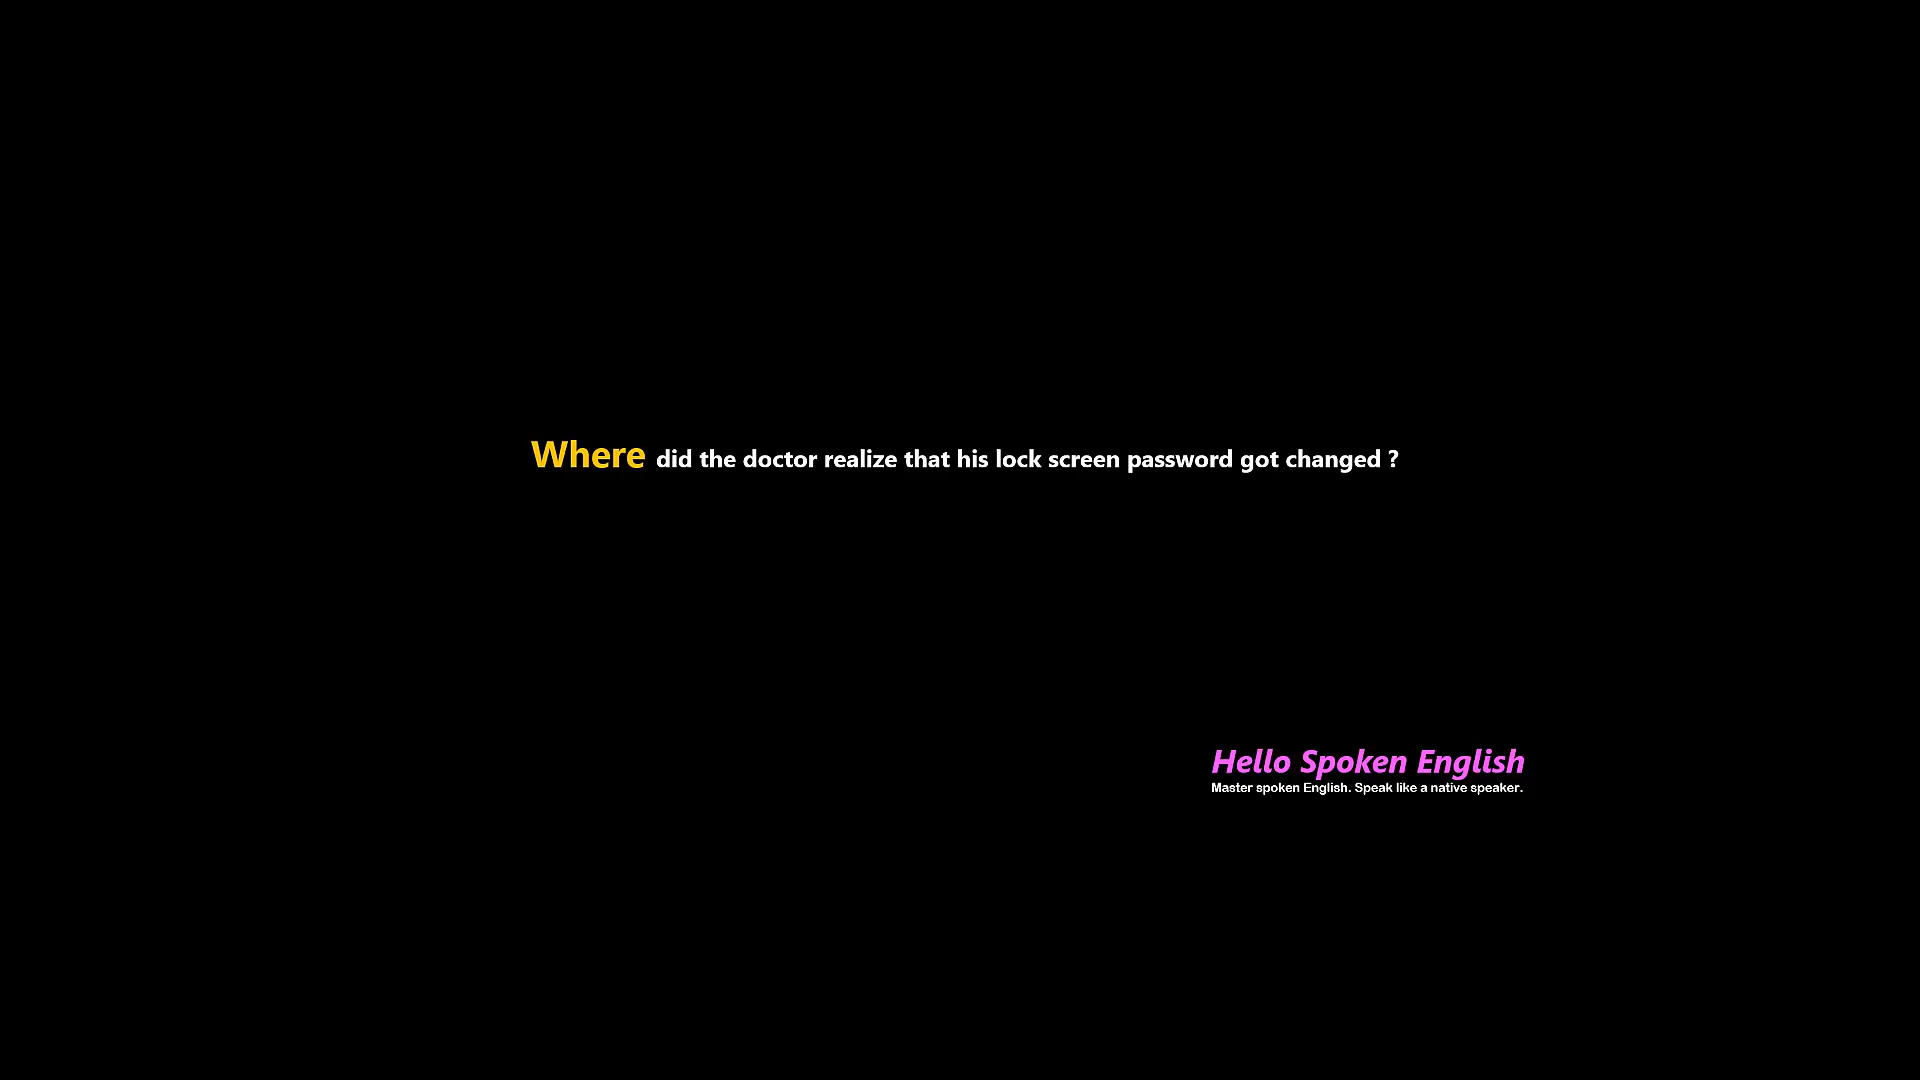 Where did the doctor realize that his lock screen password got changed ?
Hello Spoken English
Master spoken English. Speak like a native speaker.